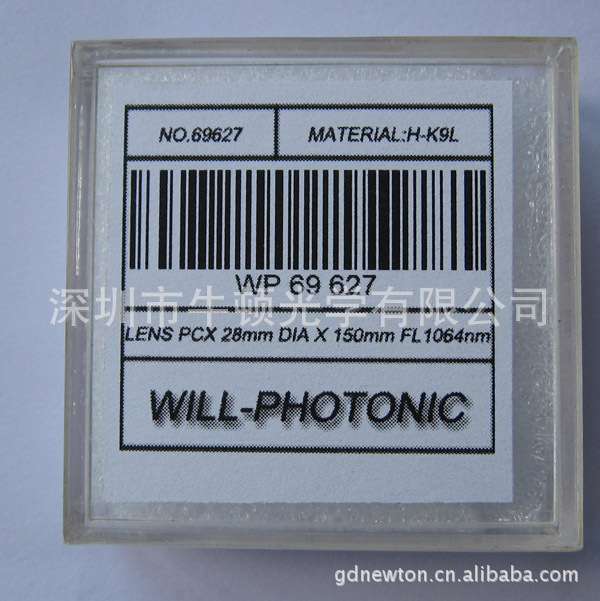 NO.69627
MATERIAL:H-K9L
WP 69 627
深圳市牛顿光学有限公司
LENS PCX 28mm DIA X 150mm FL1064nm
WILL-PHOTONIC
gdnewton.cn.alibaba.com